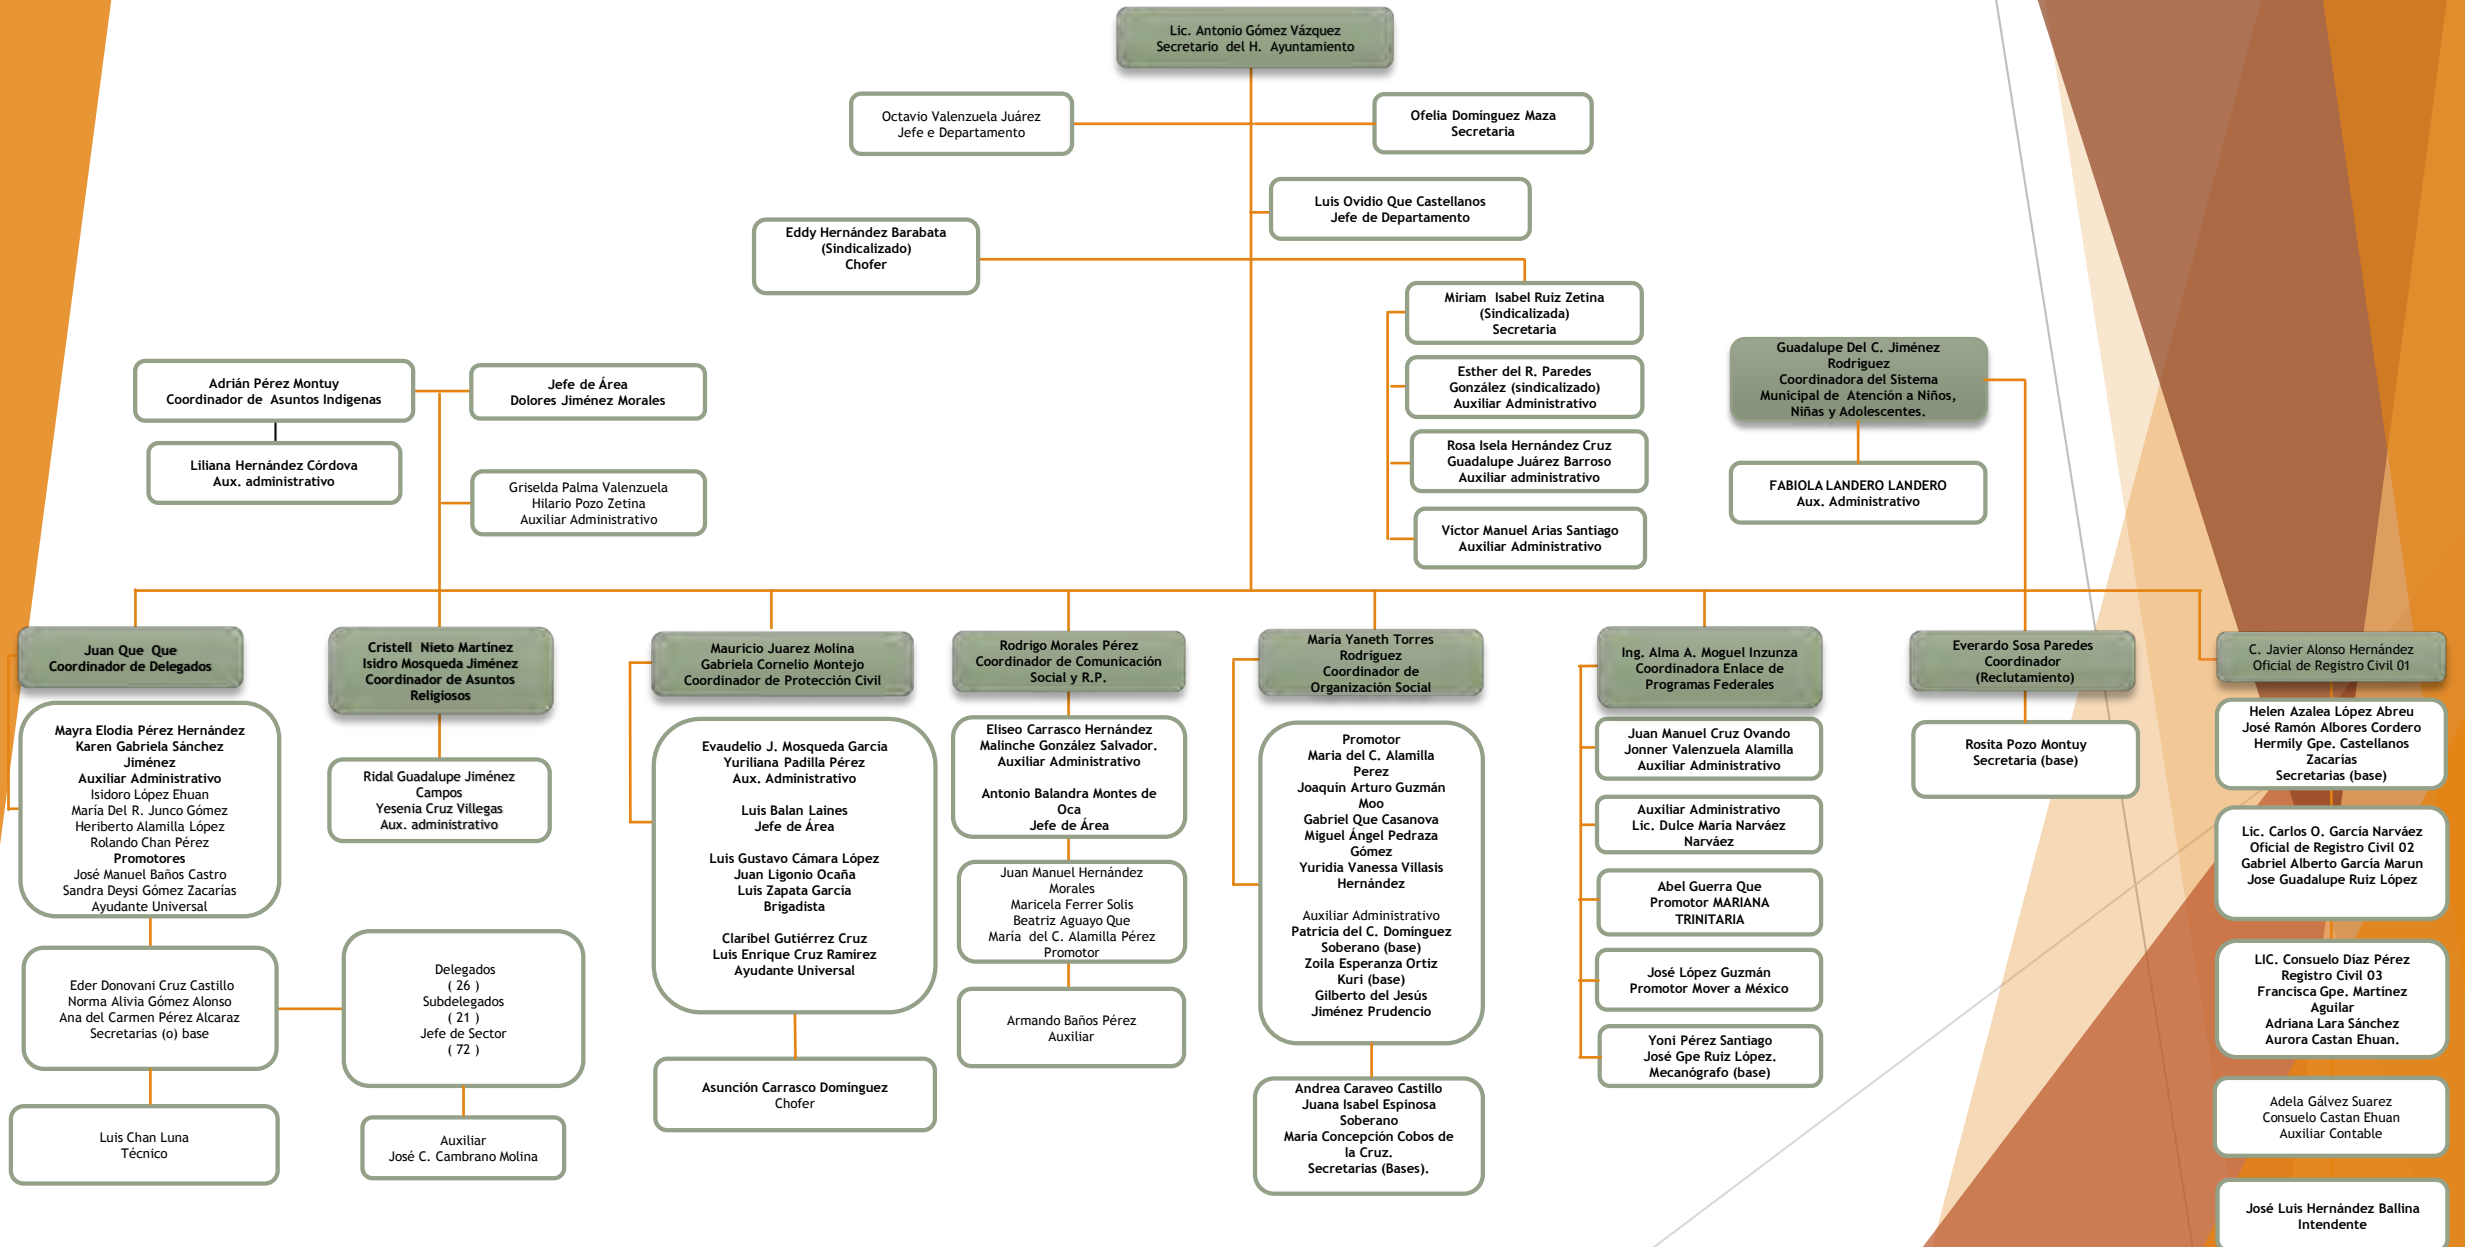 Lic. Antonio Gómez Vázquez
Secretario del H. Ayuntamiento
Octavio Valenzuela Juárez
Jefe e Departamento
Ofelia Domínguez Maza
Secretaria
Luis Ovidio Que Castellanos
Jefe de Departamento
Eddy Hernández Barabata
(Sindicalizado)
Chofer
Miriam Isabel Ruiz Zetina
(Sindicalizada)
Secretaria
Esther del R. Paredes
González (sindicalizado)
Auxiliar Administrativo
Rosa Isela Hernández Cruz
Guadalupe Juárez Barroso
Auxiliar administrativo
Víctor Manuel Arias Santiago
Auxiliar Administrativo
Guadalupe Del C. Jiménez
Rodríguez
Coordinadora del Sistema
Municipal de Atención a Niños,
Niñas y Adolescentes.
FABIOLA LANDERO LANDERO
Aux. Administrativo
Adrián Pérez Montuy
Coordinador de Asuntos Indígenas
Jefe de Área
Dolores Jiménez Morales
Liliana Hernández Córdova
Aux. administrativo
Griselda Palma Valenzuela
Hilario Pozo Zetina
Auxiliar Administrativo
Juan Que Que
Coordinador de Delegados
Mayra Elodia Pérez Hernández
Karen Gabriela Sánchez
Jiménez
Auxiliar Administrativo
Isidoro López Ehuan
María Del R. Junco Gómez
Heriberto Alamilla López
Rolando Chan Pérez
Promotores
José Manuel Baños Castro
Sandra Deysi Gómez Zacarías
Ayudante Universal
Eder Donovani Cruz Castillo
Norma Alivia Gómez Alonso
Ana del Carmen Pérez Alcaraz
Secretarias (o) base
Luis Chan Luna
Técnico
Cristell Nieto Martínez
Isidro Mosqueda Jiménez
Coordinador de Asuntos
Religiosos
Ridal Guadalupe Jiménez
Campos
Yesenia Cruz Villegas
Aux. administrativo
Delegados
( 26 )
Subdelegados
( 21 )
Jefe de Sector
( 72 )
Auxiliar
José C. Cambrano Molina
Mauricio Juarez Molina
Gabriela Cornelio Montejo
Coordinador de Protección Civil
Evaudelio J. Mosqueda García
Yuriliana Padilla Pérez
Aux. Administrativo
Luis Balan Laines
Jefe de Área
Luis Gustavo Cámara López
Juan Ligonio Ocaña
Luis Zapata García
Brigadista
Claribel Gutiérrez Cruz
Luis Enrique Cruz Ramírez
Ayudante Universal
Asunción Carrasco Domínguez
Chofer
Rodrigo Morales Pérez
Coordinador de Comunicación
Social y R.P.
Eliseo Carrasco Hernández
Malinche González Salvador.
Auxiliar Administrativo
Antonio Balandra Montes de
Oca
Jefe de Área
Juan Manuel Hernández
Morales
Maricela Ferrer Solis
Beatriz Aguayo Que
María del C. Alamilla Pérez
Promotor
Armando Baños Pérez
Auxiliar
María Yaneth Torres
Rodríguez
Coordinador de
Organización Social
Promotor
Maria del C. Alamilla
Perez
Joaquín Arturo Guzmán
Moo
Gabriel Que Casanova
Miguel Ángel Pedraza
Gómez
Yuridia Vanessa Villasis
Hernández
Auxiliar Administrativo
Patricia del C. Domínguez
Soberano (base)
Zoila Esperanza Ortiz
Kuri (base)
Gilberto del Jesús
Jiménez Prudencio
Andrea Caraveo Castillo
Juana Isabel Espinosa
Soberano
María Concepción Cobos de
la Cruz.
Secretarias (Bases).
Ing. Alma A. Moguel Inzunza
Coordinadora Enlace de
Programas Federales
Juan Manuel Cruz Ovando
Jonner Valenzuela Alamilla
Auxiliar Administrativo
Auxiliar Administrativo
Lic. Dulce María Narváez
Narváez
Abel Guerra Que
Promotor MARIANA
TRINITARIA
José López Guzmán
Promotor Mover a México
Yoni Pérez Santiago
José Gpe Ruiz López.
Mecanógrafo (base)
Everardo Sosa Paredes
Coordinador
(Reclutamiento)
Rosita Pozo Montuy
Secretaria (base)
C. Javier Alonso Hernández
Oficial de Registro Civil 01
Helen Azalea López Abreu
José Ramón Albores Cordero
Hermily Gpe. Castellanos
Zacarías
Secretarias (base)
Lic. Carlos O. García Narváez
Oficial de Registro Civil 02
Gabriel Alberto García Marun
Jose Guadalupe Ruiz López
LIC. Consuelo Díaz Pérez
Registro Civil 03
Francisca Gpe. Martínez
Aguilar
Adriana Lara Sánchez
Aurora Castan Ehuan.
Adela Gálvez Suarez
Consuelo Castan Ehuan
Auxiliar Contable
José Luis Hernández Ballina
Intendente